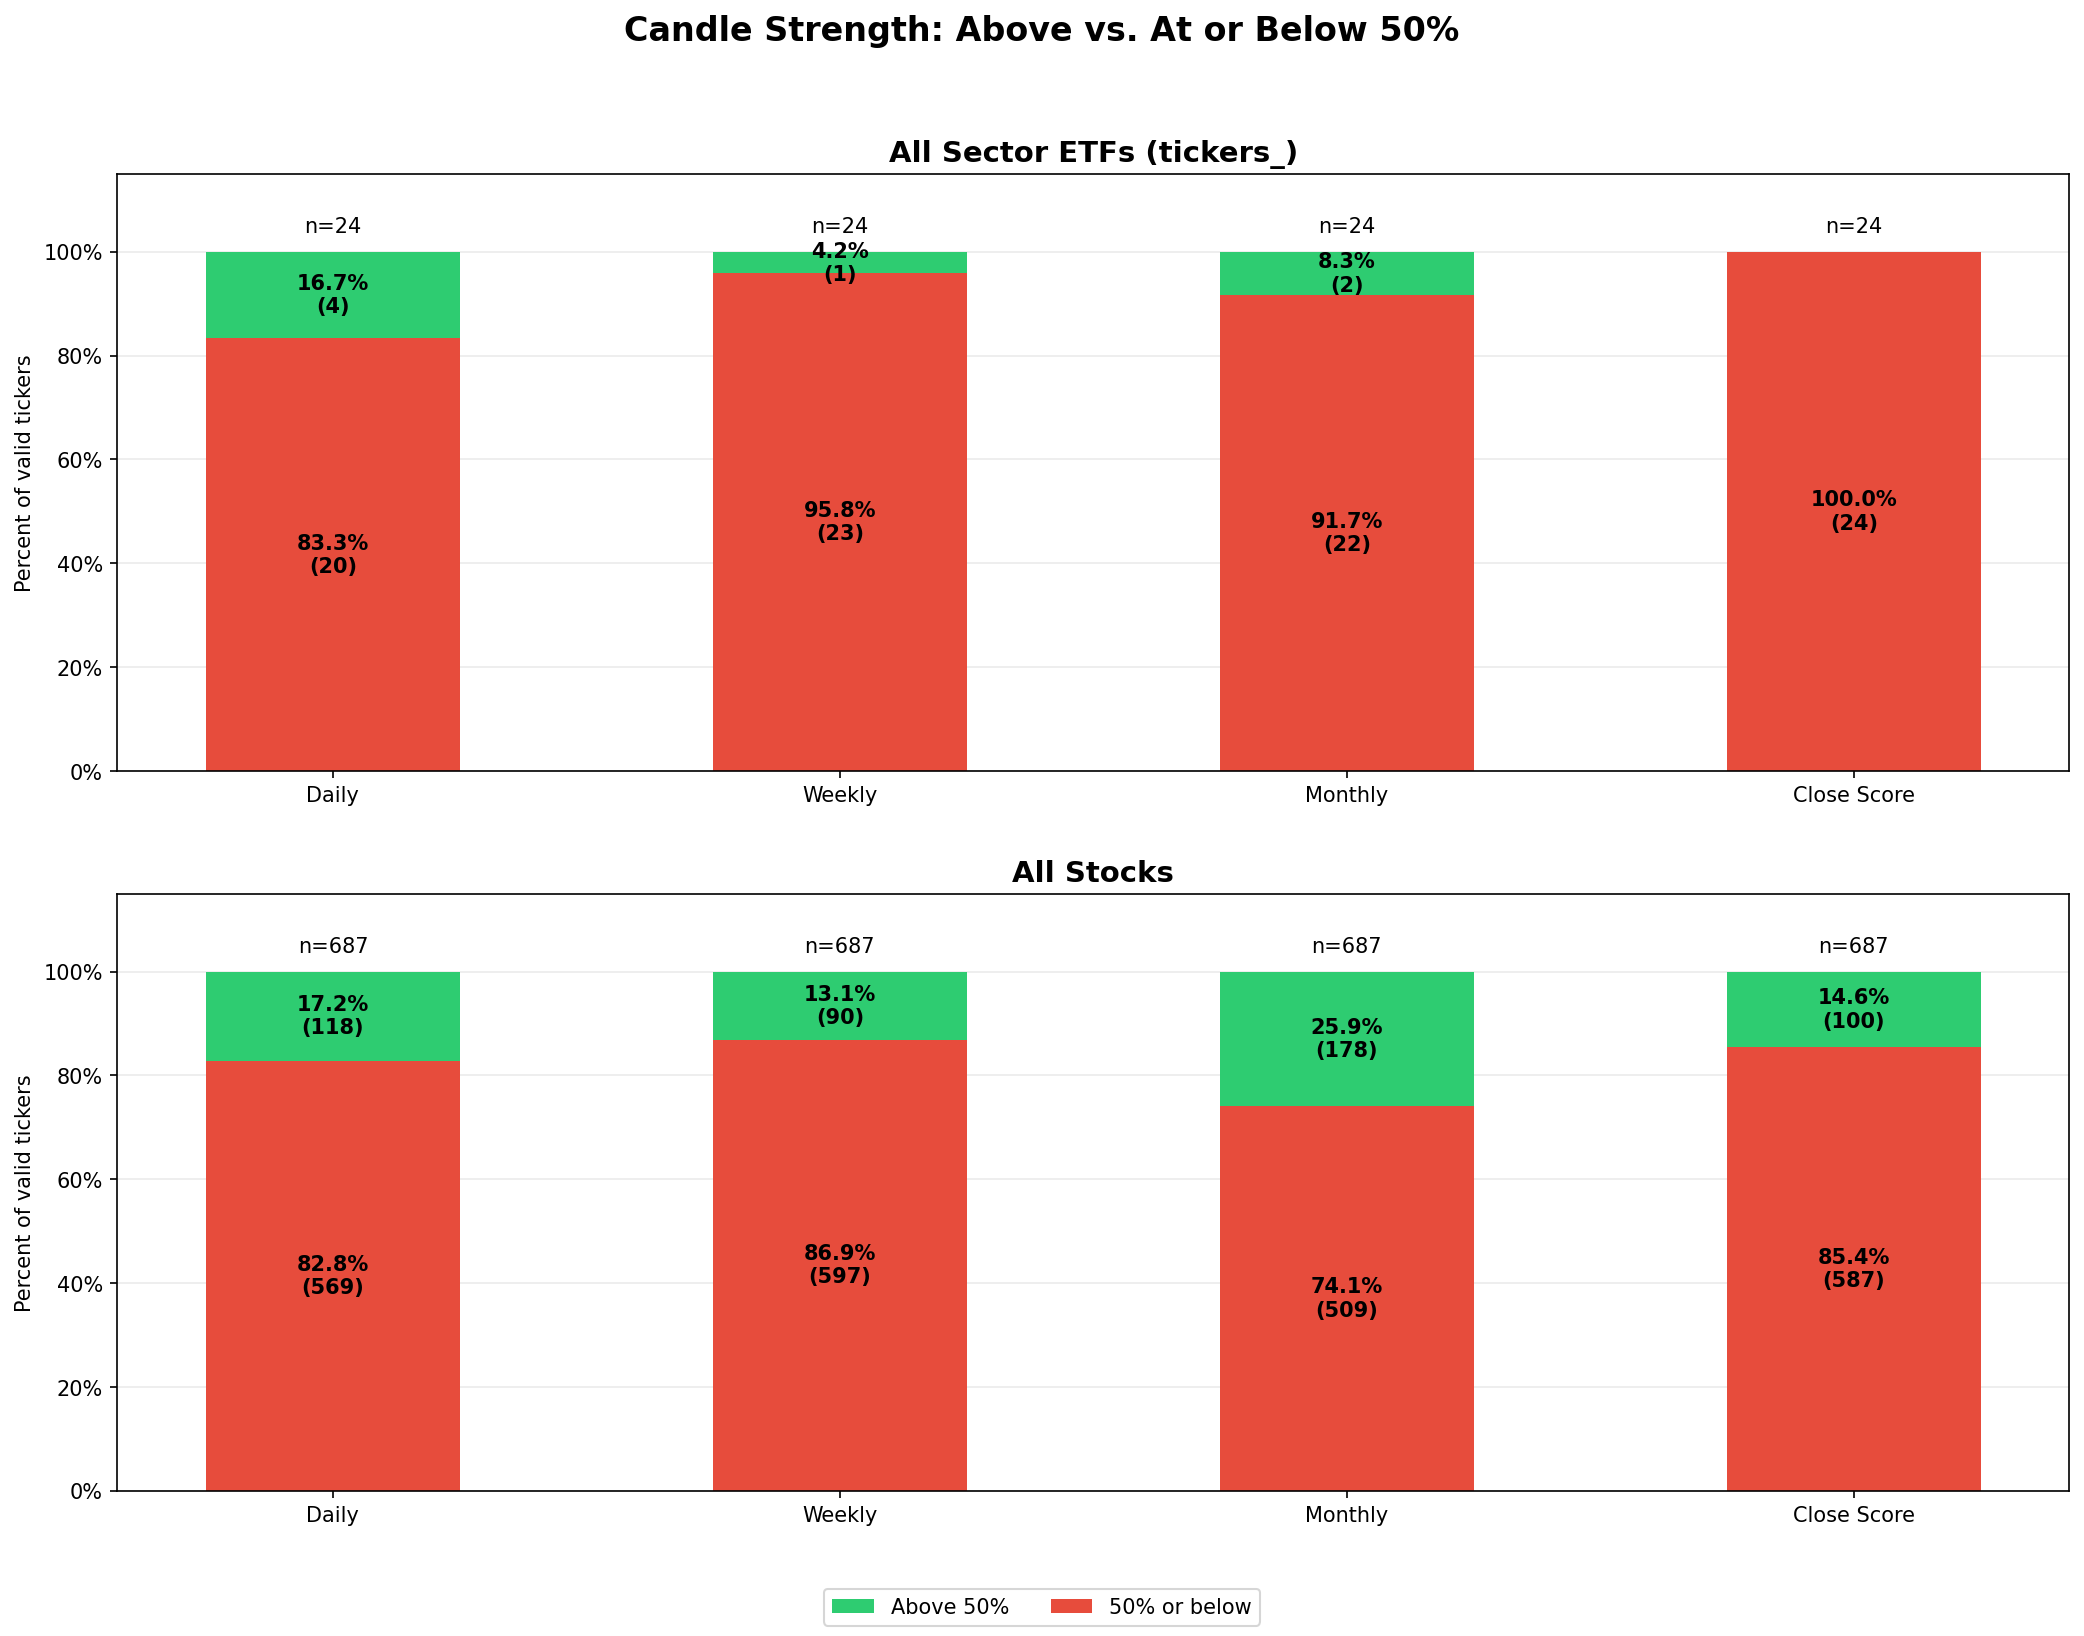 Candle Strength: Above vs. At or Below 50%
All Sector ETFs (tickers_)
n=24
n=24
n=24
n=24
100%
80%
60%
40%
20%
0%
Percent of valid tickers
16.7%
(4)
83.3%
(20)
4.2%
(1)
95.8%
(23)
8.3%
(2)
91.7%
(22)
100.0%
(24)
Daily
Weekly
Monthly
Close Score
All Stocks
n=687
n=687
n=687
n=687
100%
80%
60%
40%
20%
0%
Percent of valid tickers
17.2%
(118)
82.8%
(569)
13.1%
(90)
86.9%
(597)
25.9%
(178)
74.1%
(509)
14.6%
(100)
85.4%
(587)
Daily
Weekly
Monthly
Close Score
Above 50%
50% or below